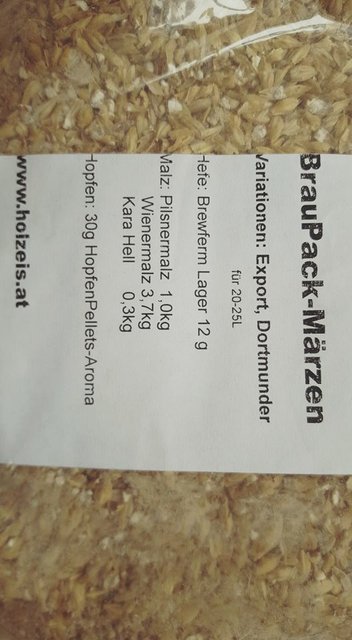 BrauPack-Märzen
Variationen: Export, Dortmunder
für 20-25L
Hefe: Brewferm Lager 12 g
Malz: Pilsnermalz 1,0kg
Wienermalz 3,7kg
Kara Hell 0,3kg
Hopfen: 30g HopfenPellets-Aroma
www.holzeis.at